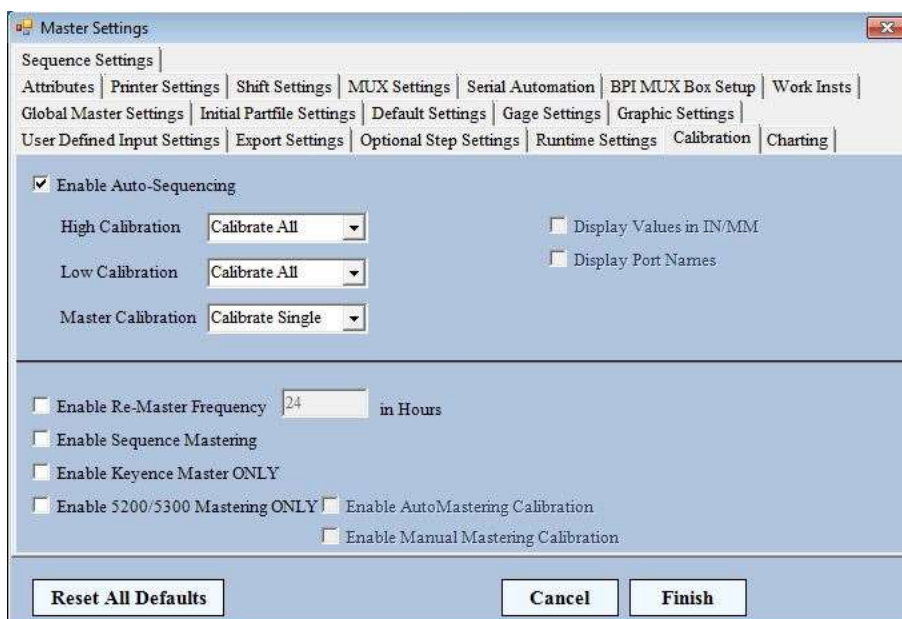 Master Settings
Sequence Settings
Attributes Printer Settings Shift Settings MUX Settings Serial Automation BPI MUX Box Setup Work Insts
Global Master Settings Initial Partfile Settings Default Settings Gage Settings Graphic Settings
User Defined Input Settings Export Settings Optional Step Settings Runtime Settings Calibration Charting
Enable Auto-Sequencing
High Calibration Calibrate All Display Values in IN/MM
Display Port Names
Low Calibration Calibrate All
Master Calibration Calibrate Single
Enable Re-Master Frequency 24 in Hours
Enable Sequence Mastering
Enable Keyence Master ONLY
Enable 5200/5300 Mastering ONLY Enable AutoMastering Calibration
Enable Manual Mastering Calibration
Reset All Defaults Cancel Finish